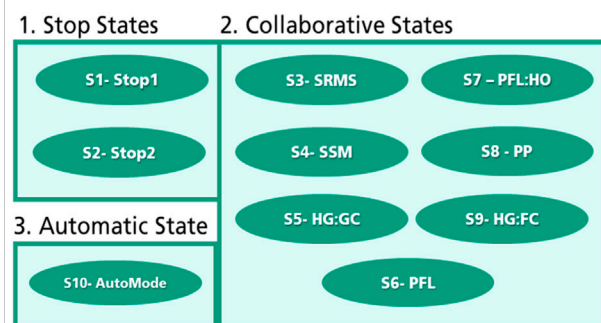 1. Stop States
S1- Stop1
S2- Stop2
2. Collaborative States
S3- SRMS
S7 – PFL:HO
S4- SSM
S8 - PP
S5- HG:GC
S9- HG:FC
S6- PFL
3. Automatic State
S10- AutoMode